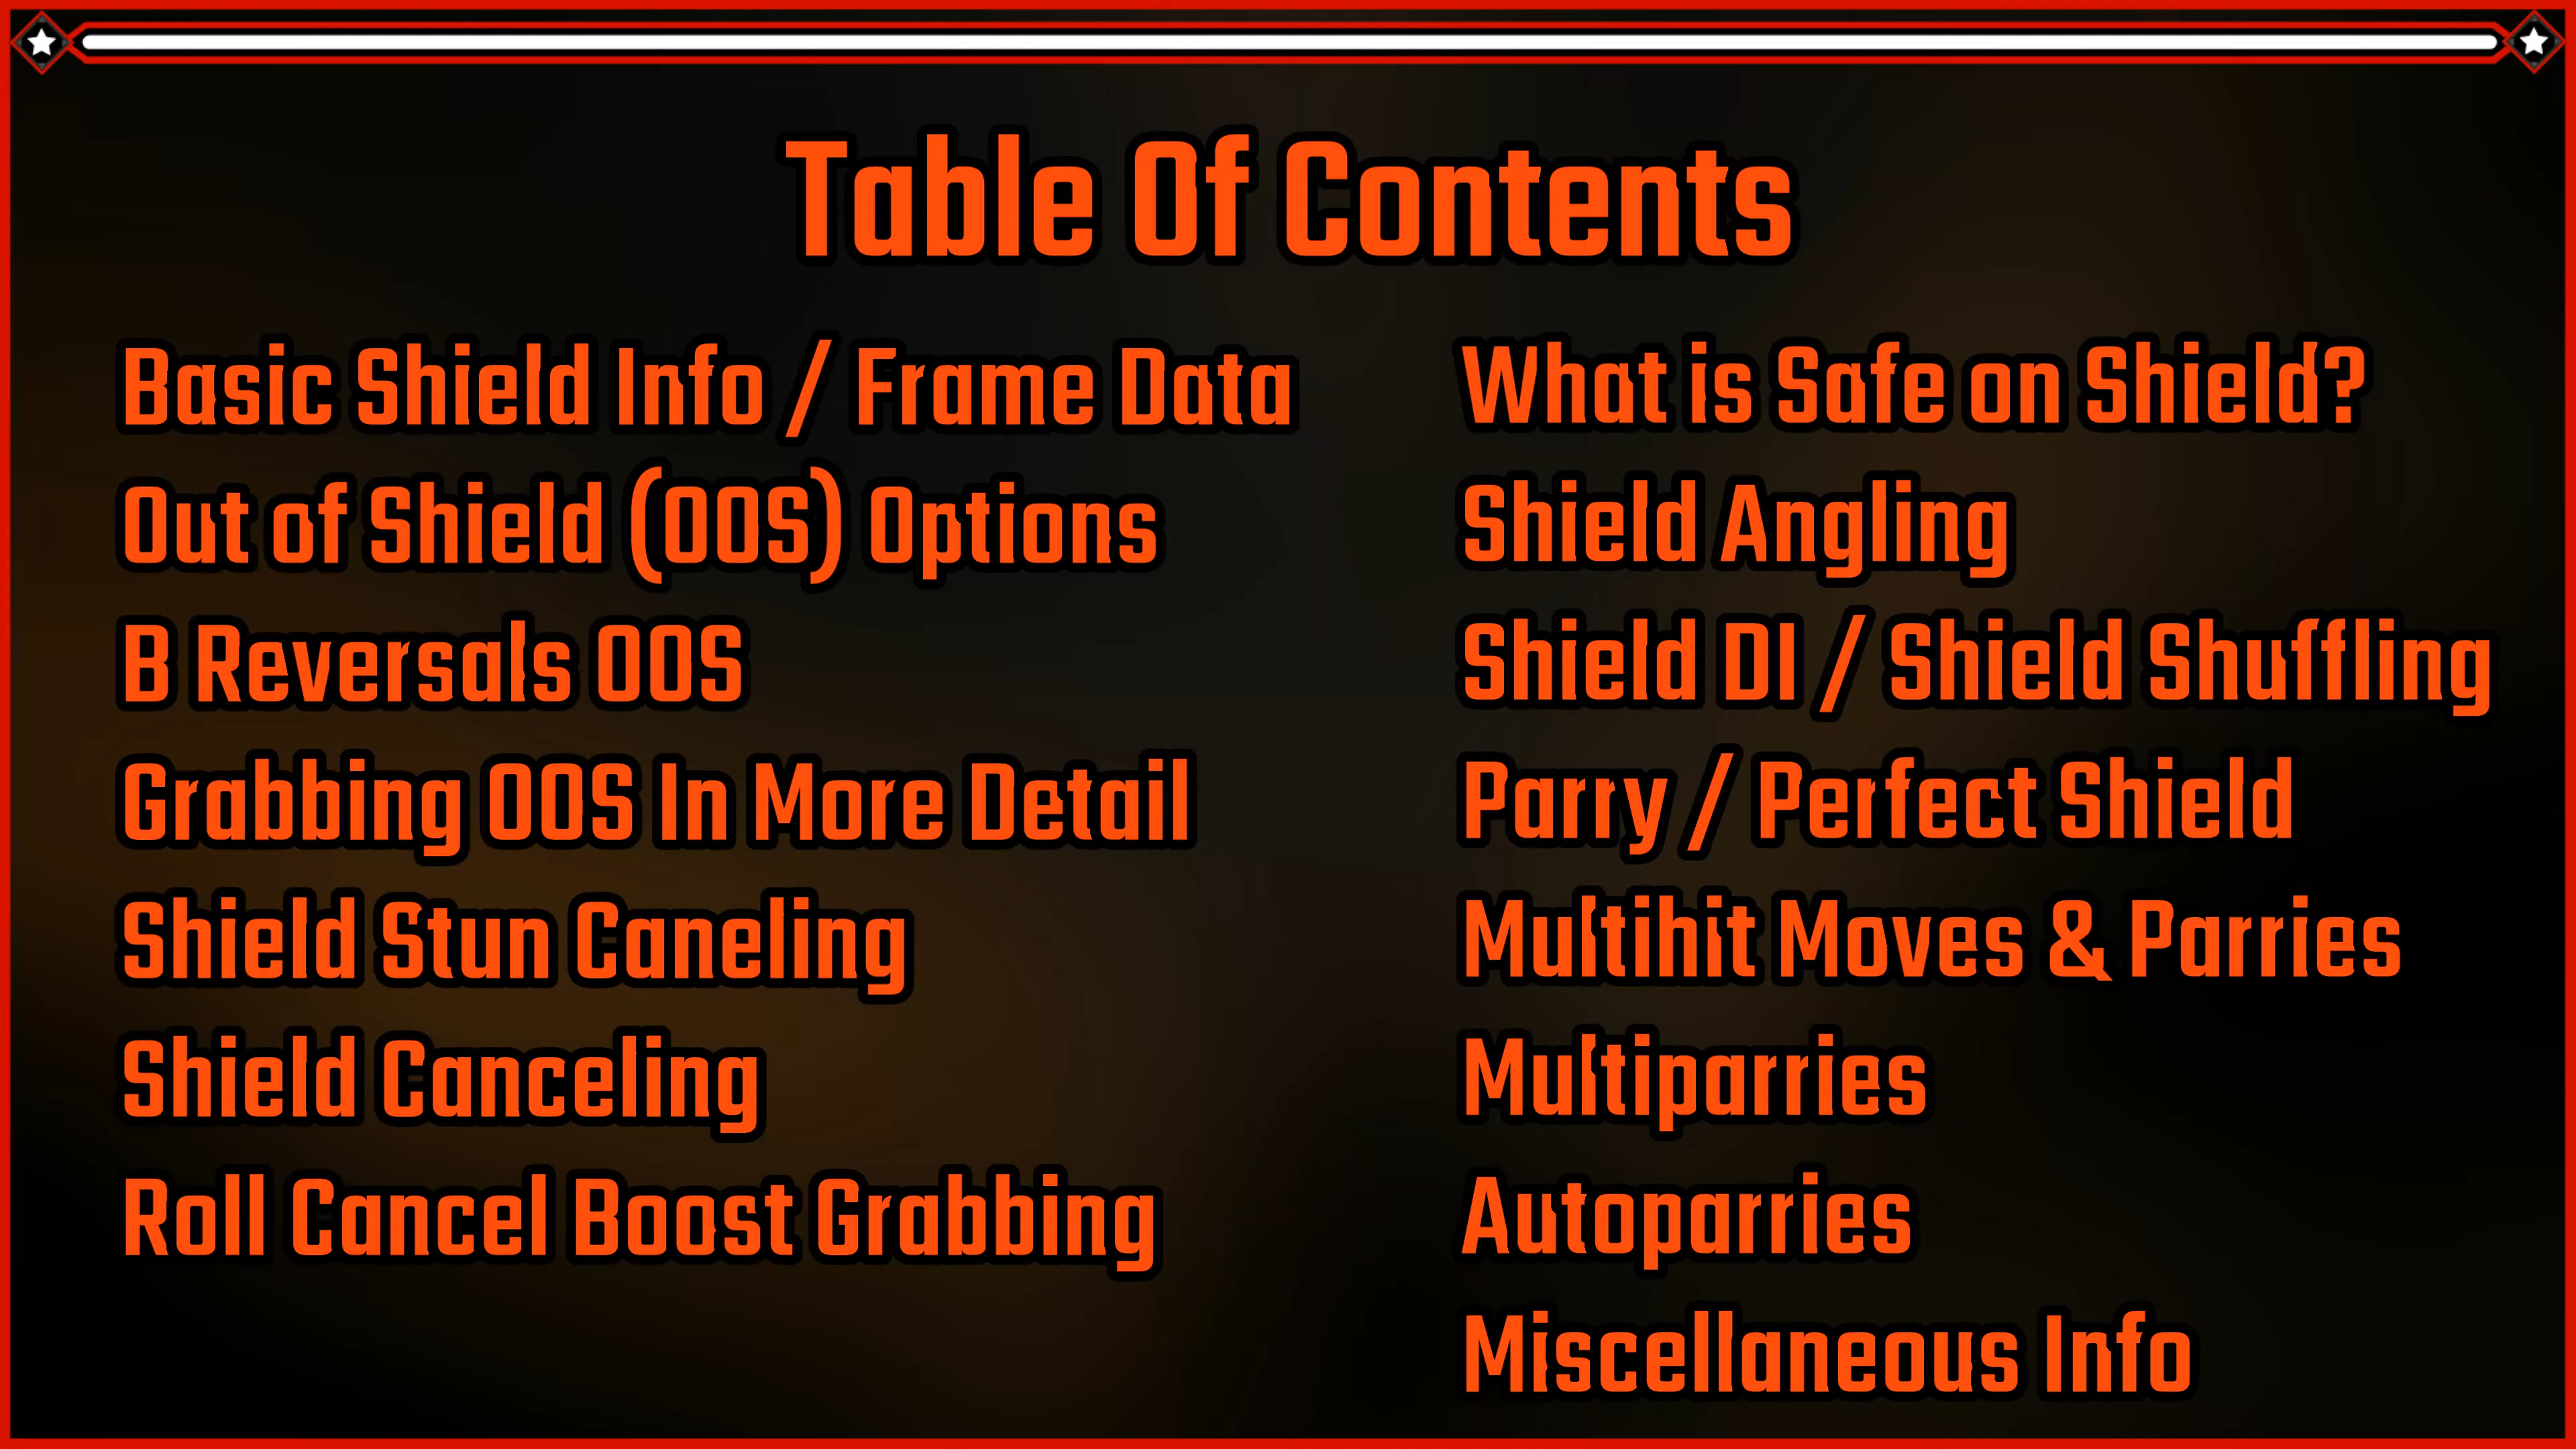 Table Of Contents
Basic Shield Info / Frame Data
Out of Shield (OOS) Options
B Reversals OOS
Grabbing OOS In More Detail
Shield Stun Caneling
Shield Canceling
Roll Cancel Boost Grabbing
What is Safe on Shield?
Shield Angling
Shield DI / Shield Shuffling
Parry / Perfect Shield
Multihit Moves & Parries
Multiparries
Autoparries
Miscellaneous Info